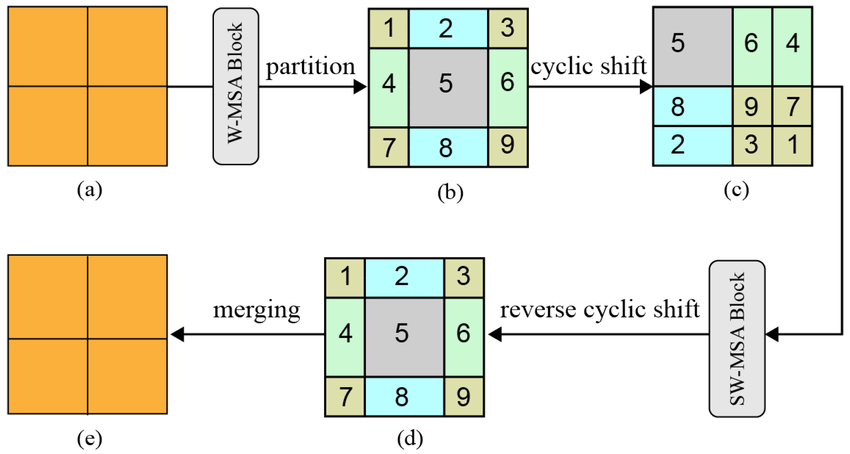 W-MSA Block
partition
1 2 3
4 5 6
7 8 9
cyclic shift
5 6 4
8 9 7
2 3 1
(a)
(b)
(c)
merging
1 2 3
4 5 6
7 8 9
reverse cyclic shift
SW-MSA Block
(e)
(d)